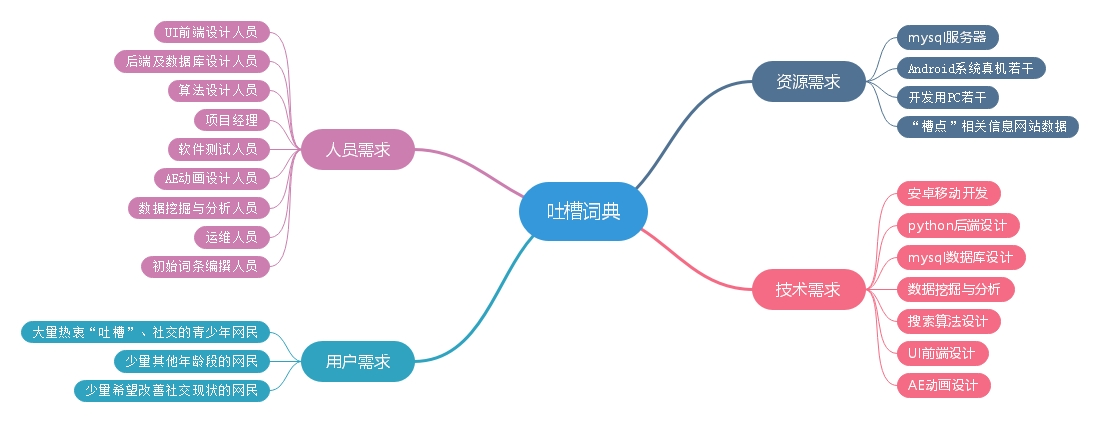 吐槽词典
人员需求
UI前端设计人员
后端及数据库设计人员
算法设计人员
项目经理
软件测试人员
AE动画设计人员
数据挖掘与分析人员
运维人员
初始词条编撰人员
用户需求
大量热衷“吐槽”、社交的青少年网民
少量其他年龄段的网民
少量希望改善社交现状的网民
资源需求
mysql服务器
Android系统真机若干
开发用PC若干
“槽点”相关信息网站数据
技术需求
安卓移动开发
python后端设计
mysql数据库设计
数据挖掘与分析
搜索算法设计
UI前端设计
AE动画设计